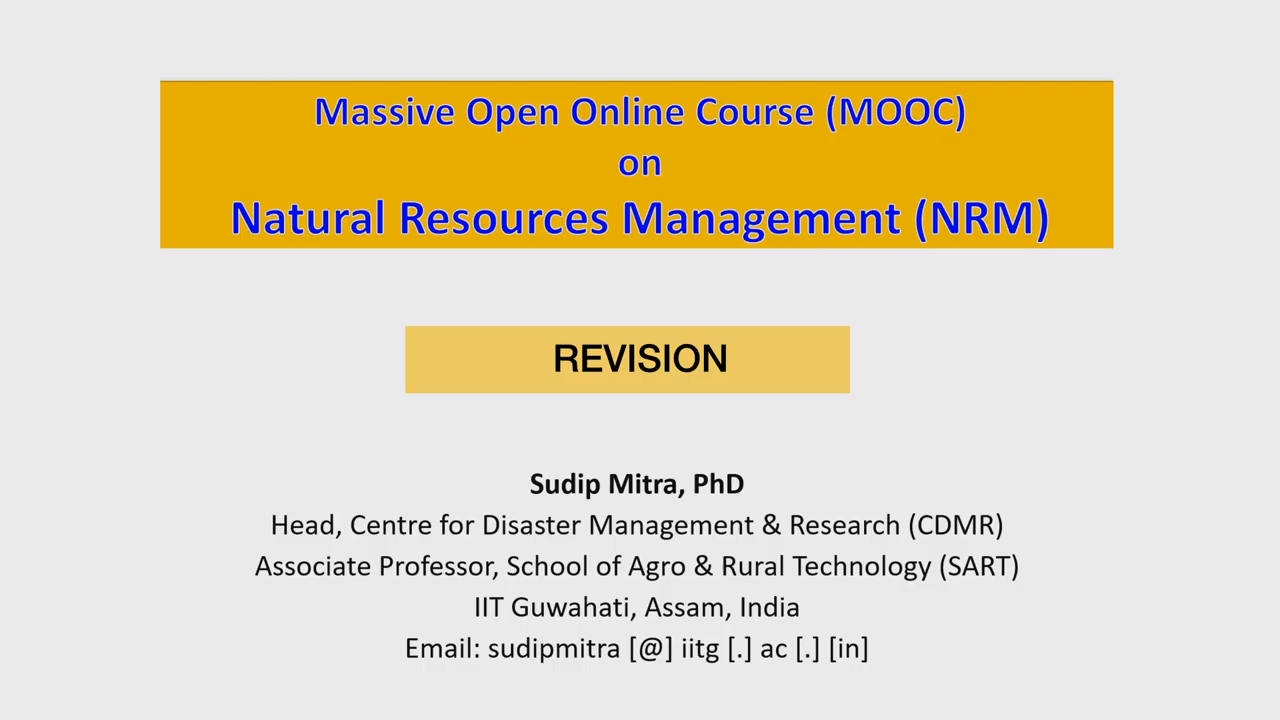 Massive Open Online Course (MOOC)
on
Natural Resources Management (NRM)
REVISION
Sudip Mitra, PhD
Head, Centre for Disaster Management & Research (CDMR)
Associate Professor, School of Agro & Rural Technology (SART)
IIT Guwahati, Assam, India
Email: sudipmitra [@] iitg [.] ac [.] [in]